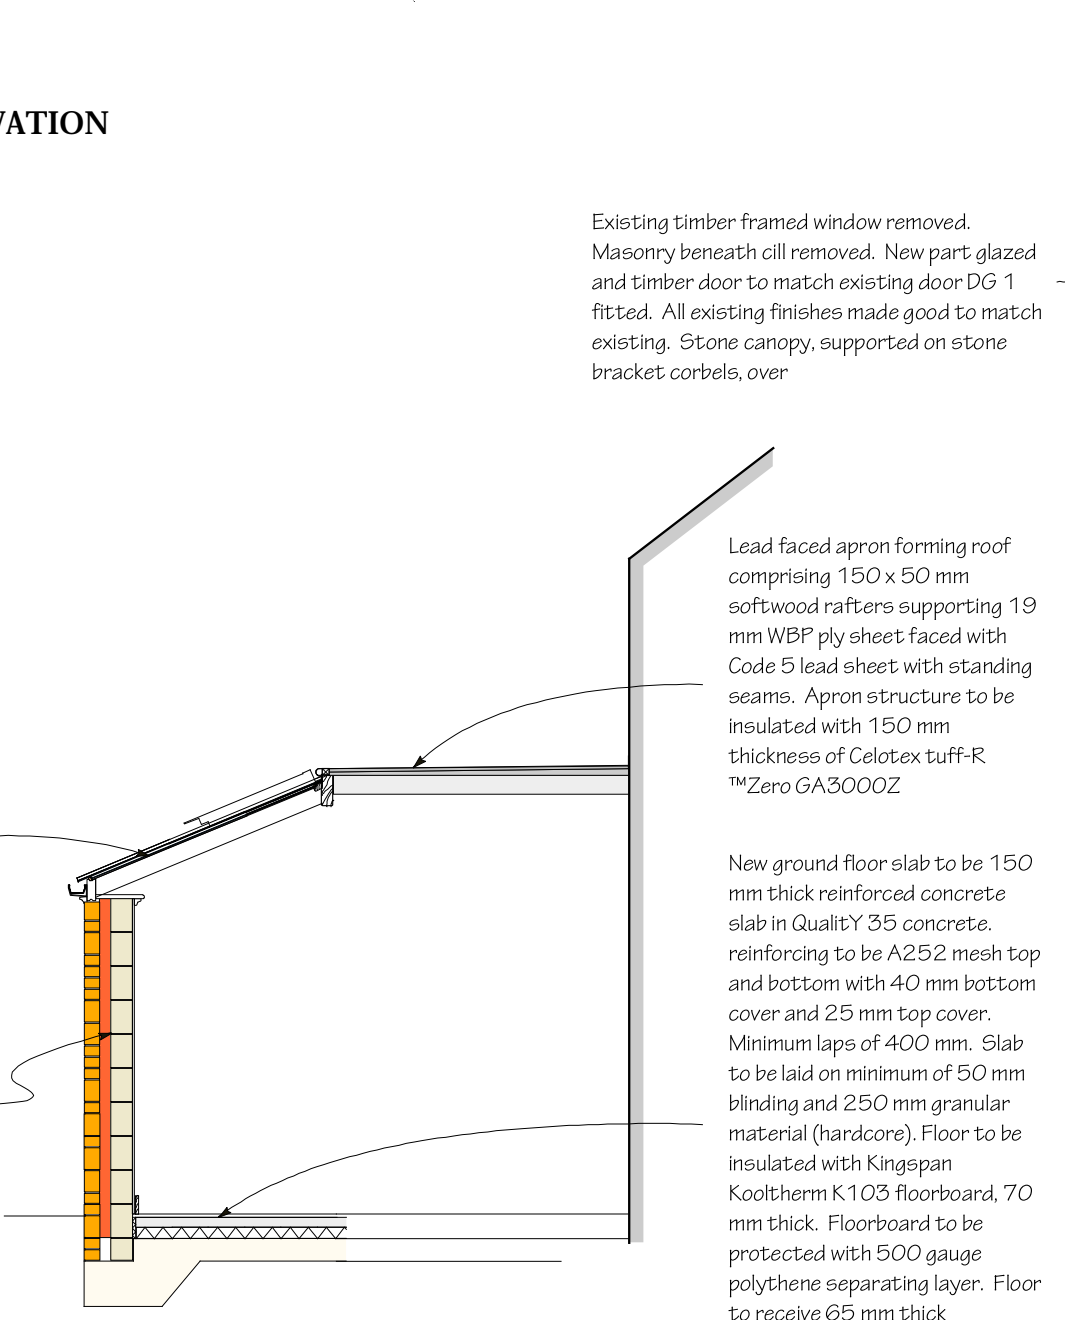 VATION
Existing timber framed window removed.
Masonry beneath cill removed.  New part glazed
and timber door to match existing door DG 1
fitted.  All existing finishes made good to match
existing.  Stone canopy, supported on stone
bracket corbels, over
Lead faced apron forming roof
comprising 150 x 50 mm
softwood rafters supporting 19
mm WBP ply sheet faced with
Code 5 lead sheet with standing
seams.  Apron structure to be
insulated with 150 mm
thickness of Celotex tuff-R
™Zero GA3000Z
New ground floor slab to be 150
mm thick reinforced concrete
slab in QualitY 35 concrete.
reinforcing to be A252 mesh top
and bottom with 40 mm bottom
cover and 25 mm top cover.
Minimum laps of 400 mm.  Slab
to be laid on minimum of 50 mm
blinding and 250 mm granular
material (hardcore). Floor to be
insulated with Kingspan
Kooltherm K103 floorboard, 70
mm thick.  Floorboard to be
protected with 500 gauge
polythene separating layer.  Floor
to receive 65 mm thick